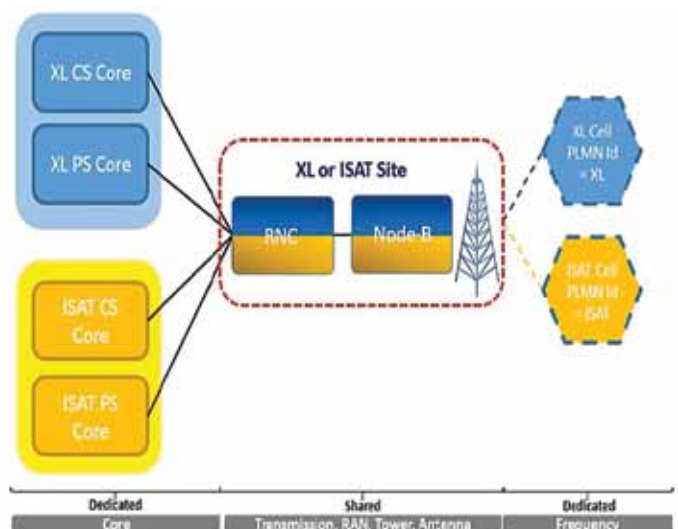 XL CS Core
XL PS Core
ISAT CS
Core
ISAT PS
Core
XL or ISAT Site
RNC
Node-B
XL Cell
PLMN Id
= XL
ISAT Cell
PLMN Id
= ISAT
Dedicated
Shared
Dedicated
Core
Transmission, RAN, Tower, Antenna
Frequency